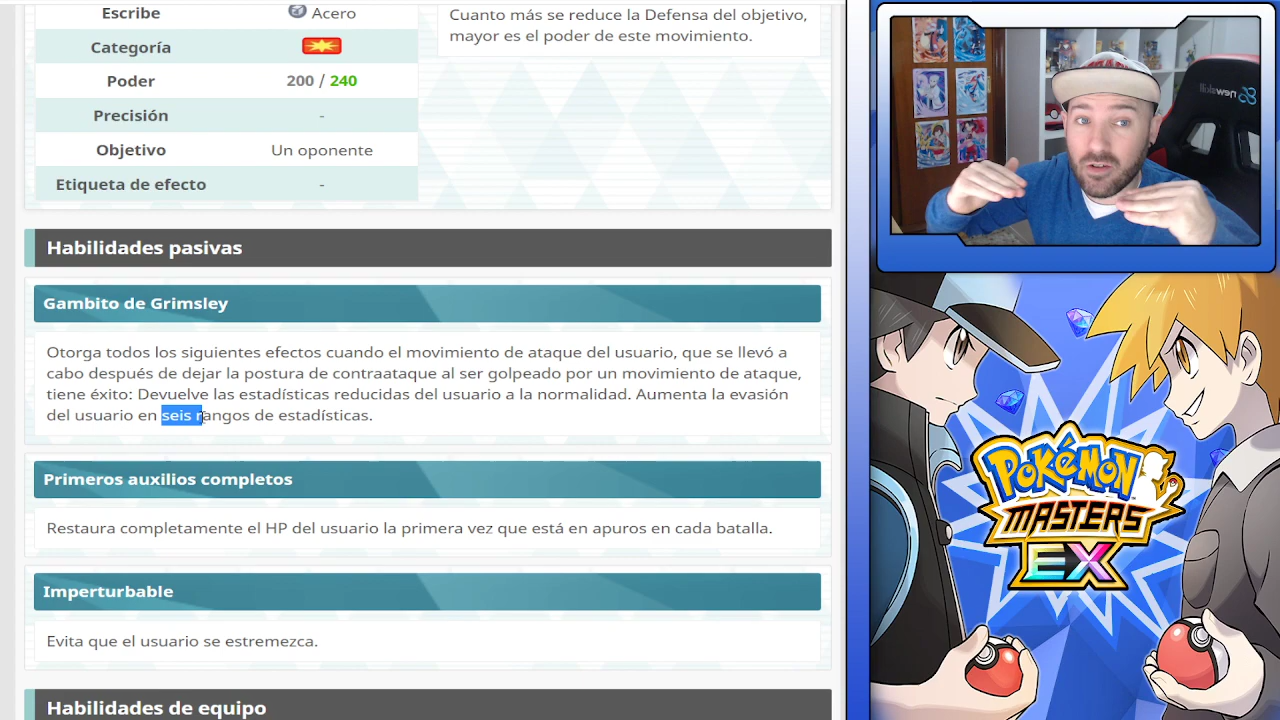 Escribe Acero
Categoría
Poder 200 / 240
Precisión -
Objetivo Un oponente
Etiqueta de efecto -
Cuanto más se reduce la Defensa del objetivo,
mayor es el poder de este movimiento.
Habilidades pasivas
Gambito de Grimsley
Otorga todos los siguientes efectos cuando el movimiento de ataque del usuario, que se llevó a
cabo después de dejar la postura de contraataque al ser golpeado por un movimiento de ataque,
tiene éxito: Devuelve las estadísticas reducidas del usuario a la normalidad. Aumenta la evasión
del usuario en seis rangos de estadísticas.
Primeros auxilios completos
Restaura completamente el HP del usuario la primera vez que está en apuros en cada batalla.
Imperturbable
Evita que el usuario se estremezca.
Habilidades de equipo
newskill
POKÉMON
MASTERS
EX